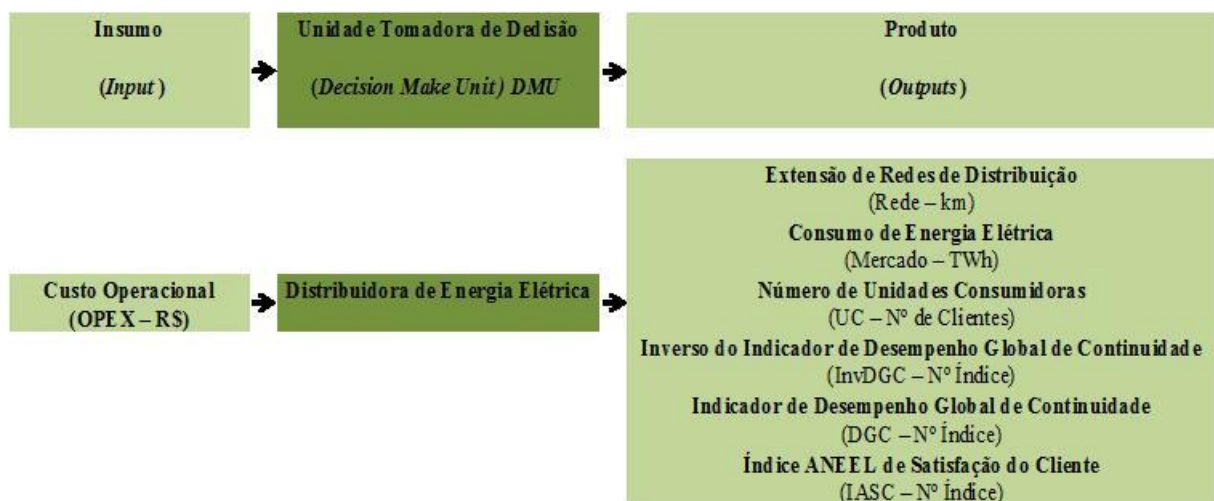 Insumo
(Input)
Unidade Tomadora de Dedisão
(Decision Make Unit) DMU
Produto
(Outputs)
Custo Operacional
(OPEX – R$)
Distribuidora de Energia Elétrica
Extensão de Redes de Distribuição
(Rede – km)
Consumo de Energia Elétrica
(Mercado – TWh)
Número de Unidades Consumidoras
(UC – Nº de Clientes)
Inverso do Indicador de Desempenho Global de Continuidade
(InvDGC – Nº Índice)
Indicador de Desempenho Global de Continuidade
(DGC – Nº Índice)
Índice ANEEL de Satisfação do Cliente
(IASC – Nº Índice)